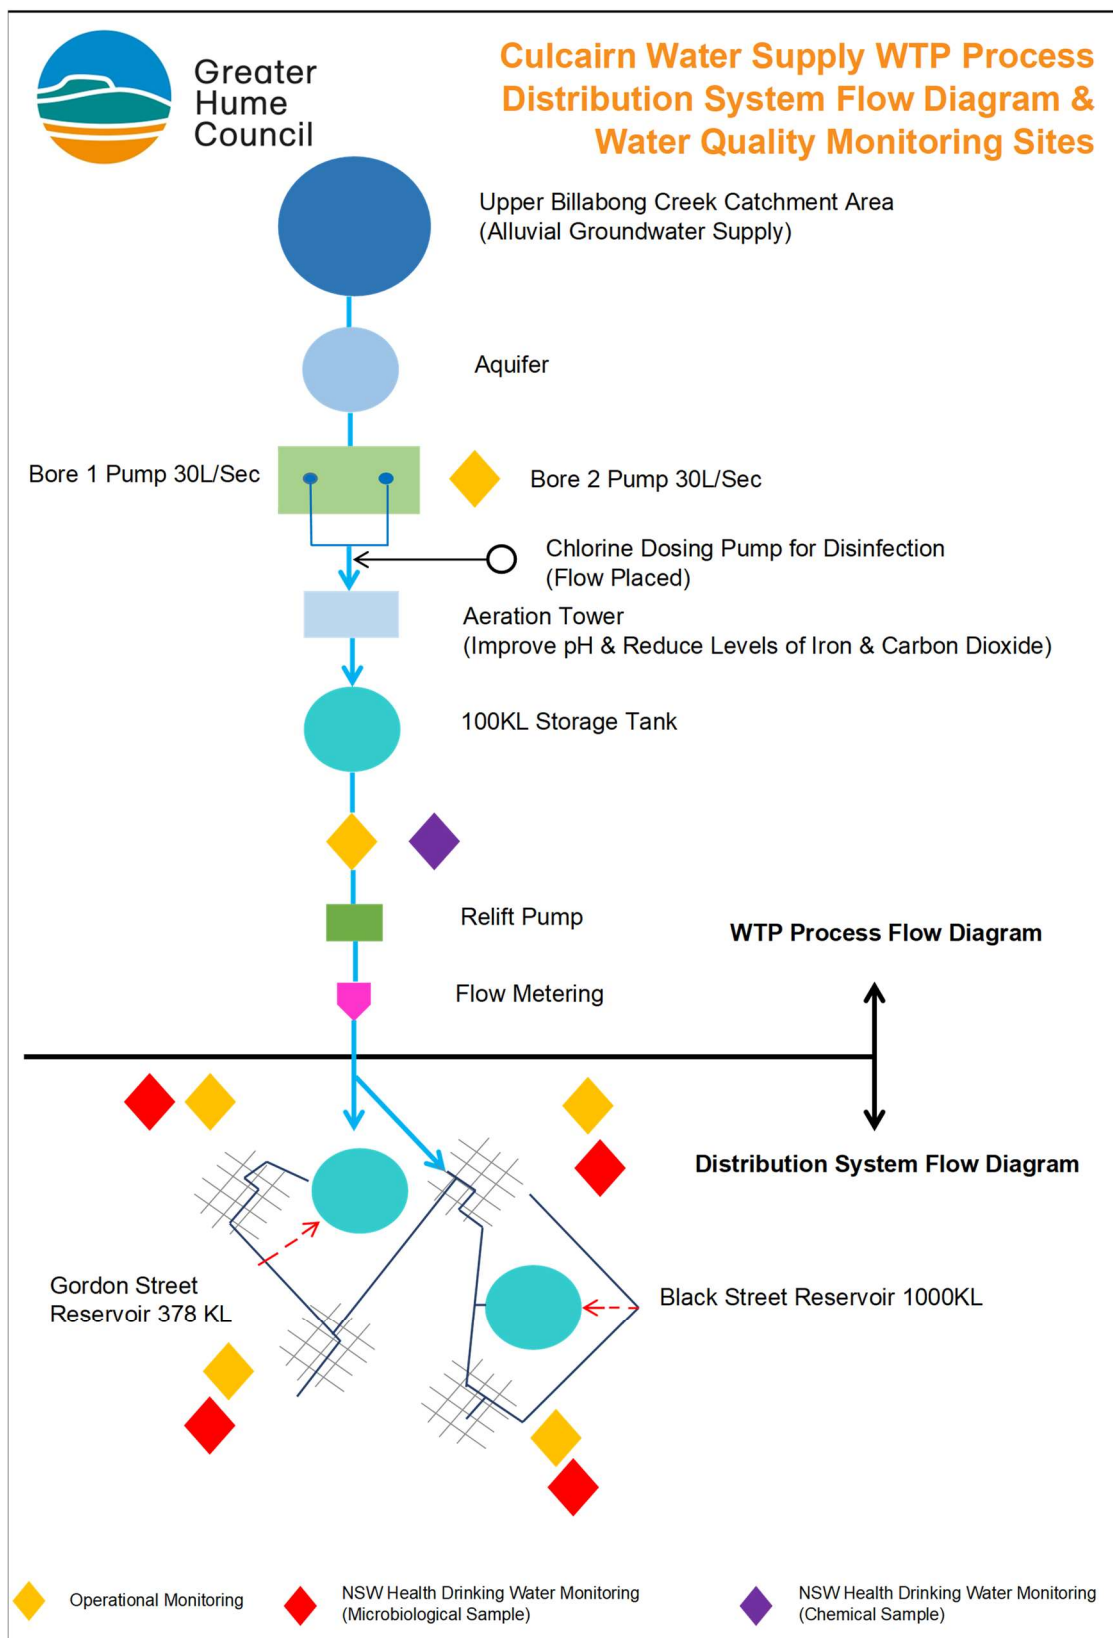 Greater
Hume
Council
Culcairn Water Supply WTP Process
Distribution System Flow Diagram &
Water Quality Monitoring Sites
Upper Billabong Creek Catchment Area
(Alluvial Groundwater Supply)
Aquifer
Bore 1 Pump 30L/Sec
Bore 2 Pump 30L/Sec
Chlorine Dosing Pump for Disinfection
(Flow Placed)
Aeration Tower
(Improve pH & Reduce Levels of Iron & Carbon Dioxide)
100KL Storage Tank
Relift Pump
WTP Process Flow Diagram
Flow Metering
Distribution System Flow Diagram
Gordon Street
Reservoir 378 KL
Black Street Reservoir 1000KL
Operational Monitoring
NSW Health Drinking Water Monitoring
(Microbiological Sample)
NSW Health Drinking Water Monitoring
(Chemical Sample)